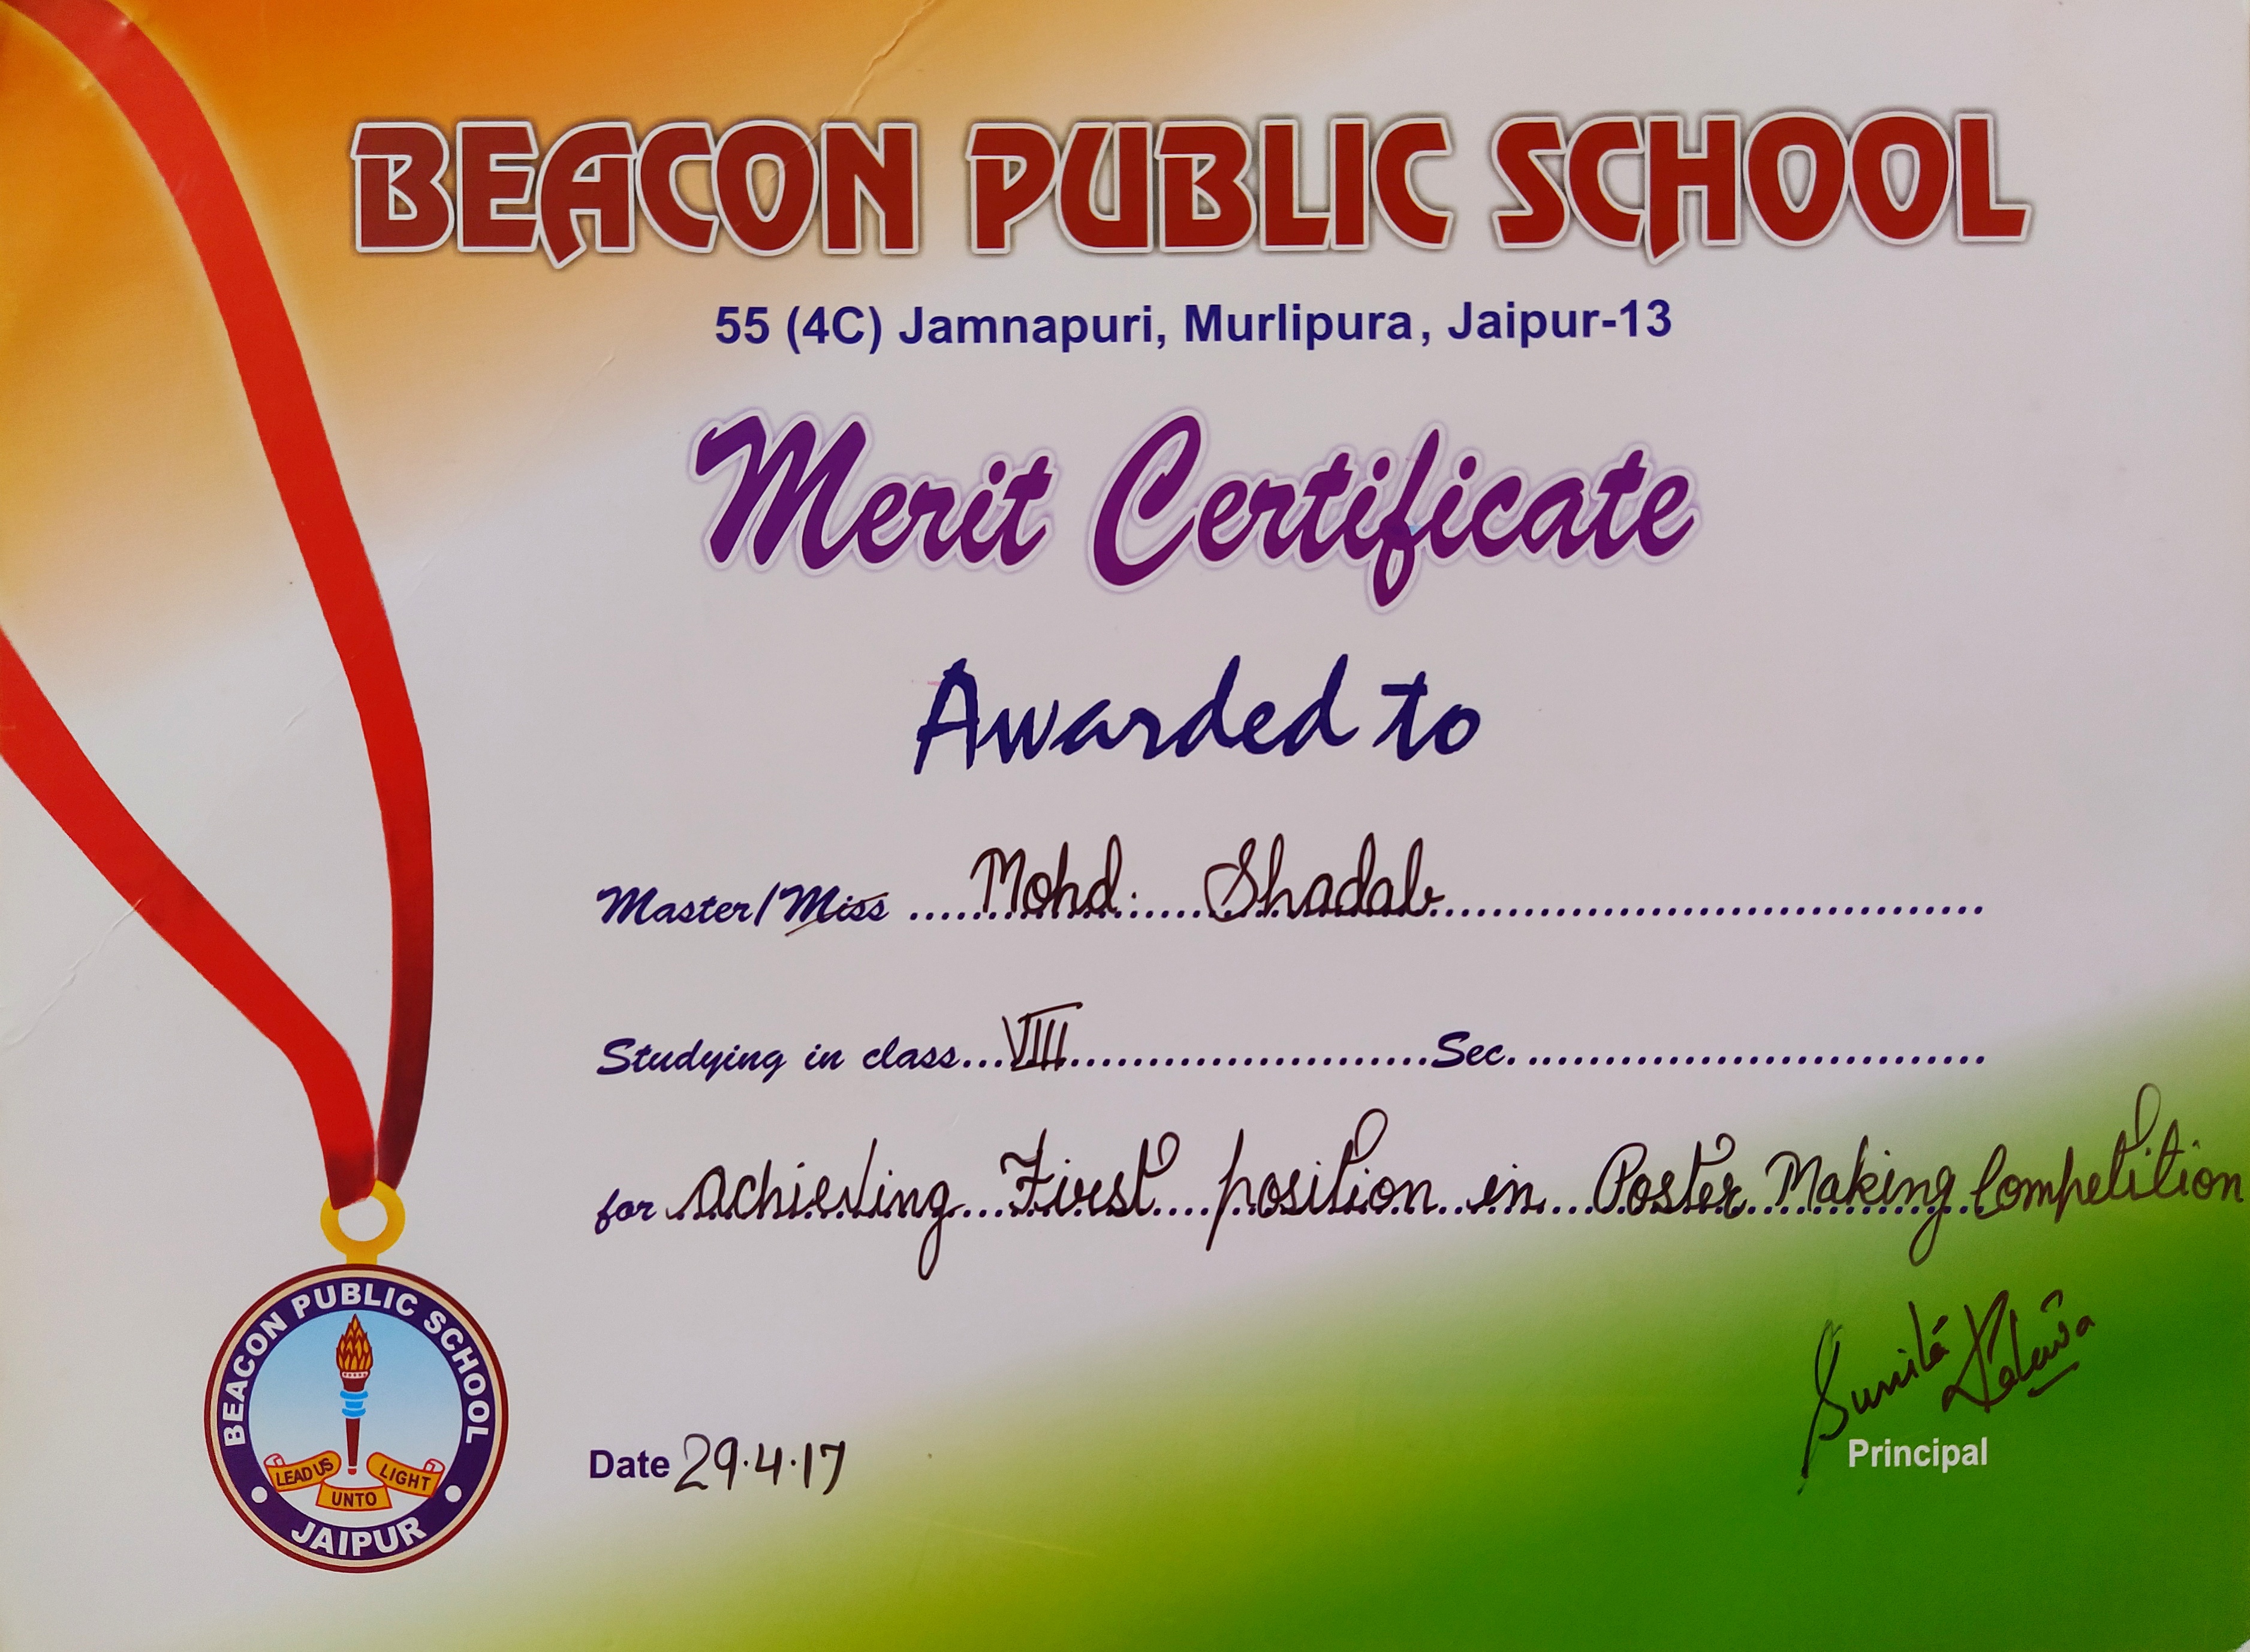 BEACON PUBLIC SCHOOL
55 (4C) Jamnapuri, Murlipura, Jaipur-13
Merit Certificate
Awarded to
Master/Miss ....Mohd. Shadab....
Studying in class...VIII....Sec.....
for achieving First position in Poster Making Competition
BEACON PUBLIC SCHOOL
LEAD US
UNTO
LIGHT
JAIPUR
Date 29.4.17
Sunita
Principal